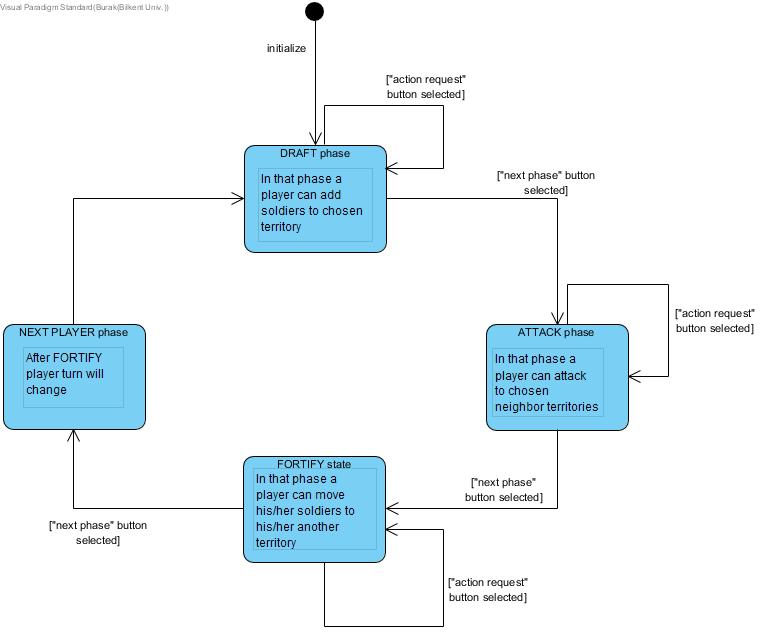 Visual Paradigm Standard(Burak(Bilkent Univ.))
initialize
["action request"
button selected]
DRAFT phase
In that phase a
player can add
soldiers to chosen
territory
["next phase" button
selected]
NEXT PLAYER phase
After FORTIFY
player turn will
change
ATTACK phase
In that phase a
player can attack
to chosen
neighbor territories
["action request"
button selected]
FORTIFY state
In that phase a
player can move
his/her soldiers to
his/her another
territory
["next phase"
button selected]
["next phase" button
selected]
["action request"
button selected]